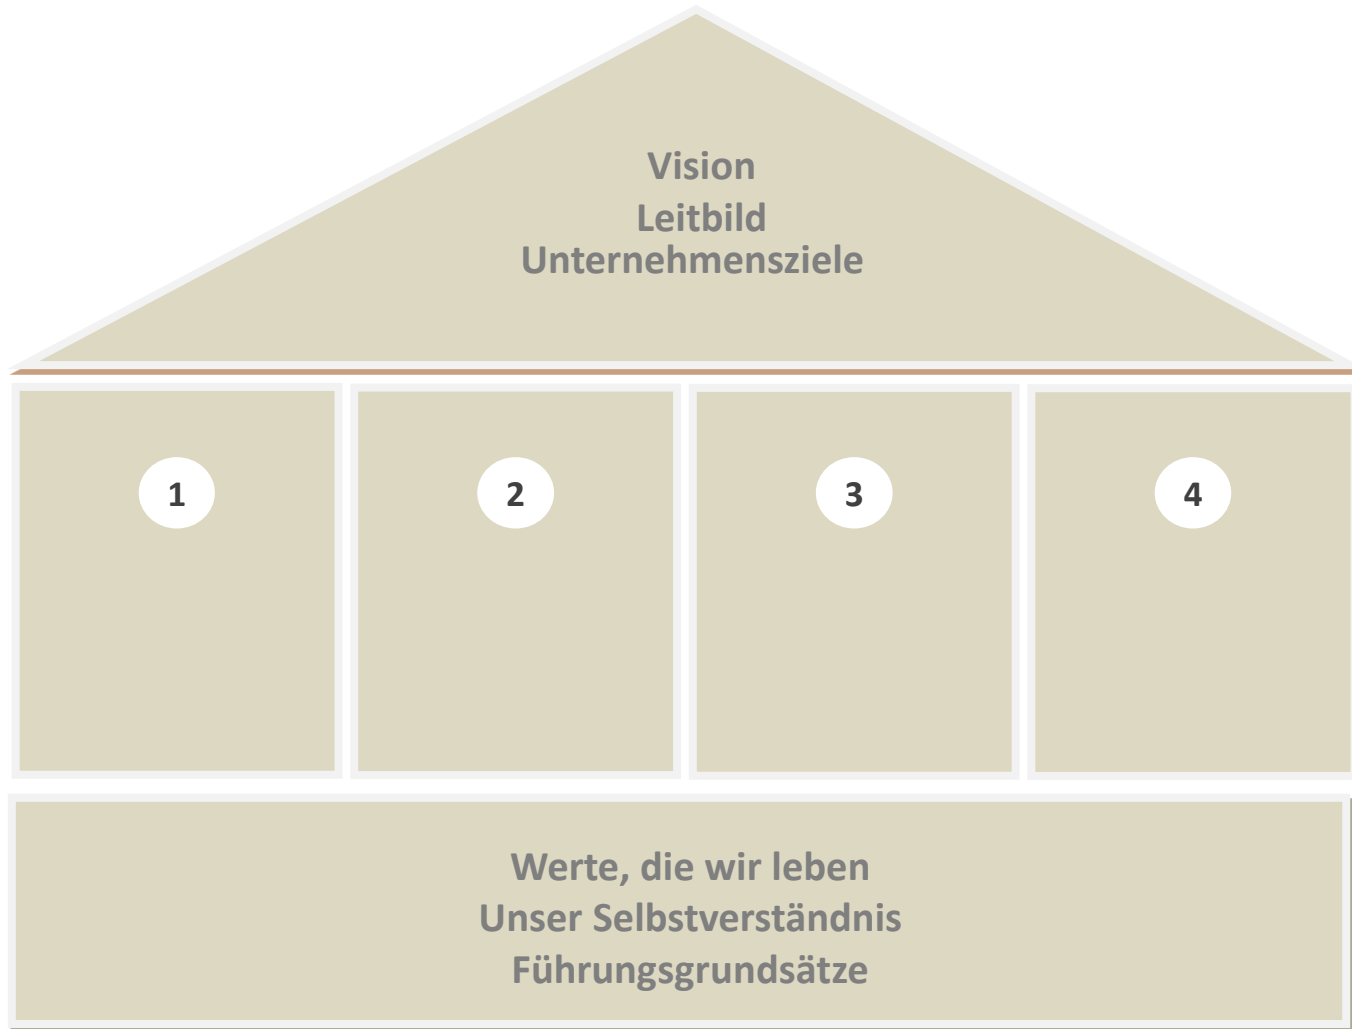 Vision
Leitbild
Unternehmensziele
1
2
3
4
Werte, die wir leben
Unser Selbstverständnis
Führungsgrundsätze